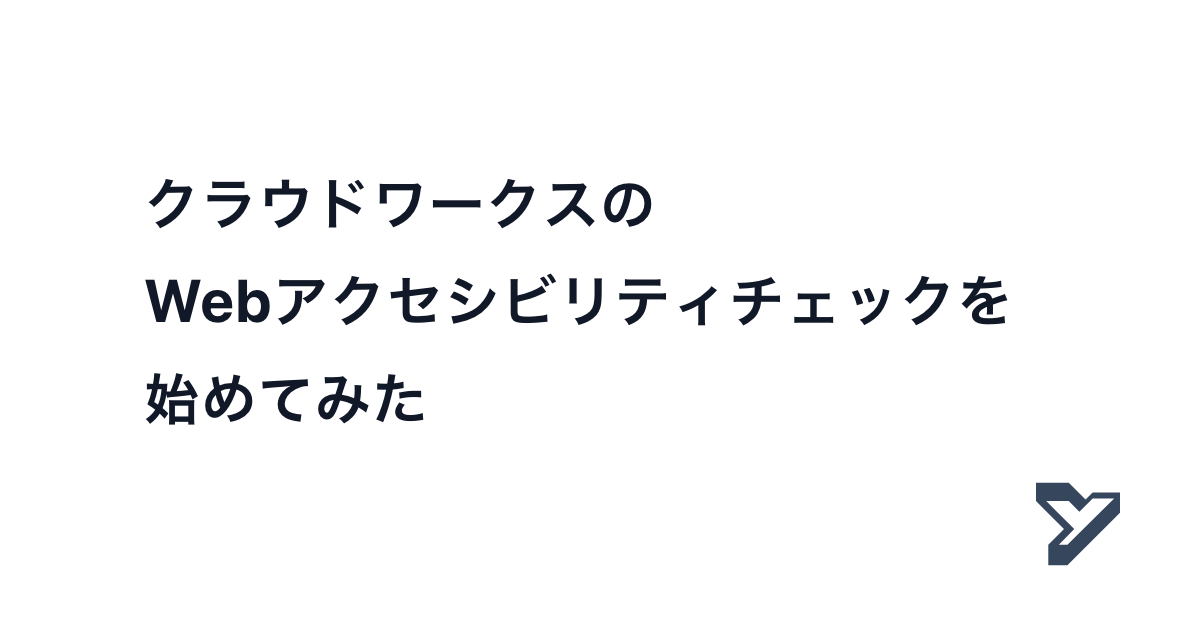 クラウドワークスの
Webアクセシビリティチェックを
始めてみた